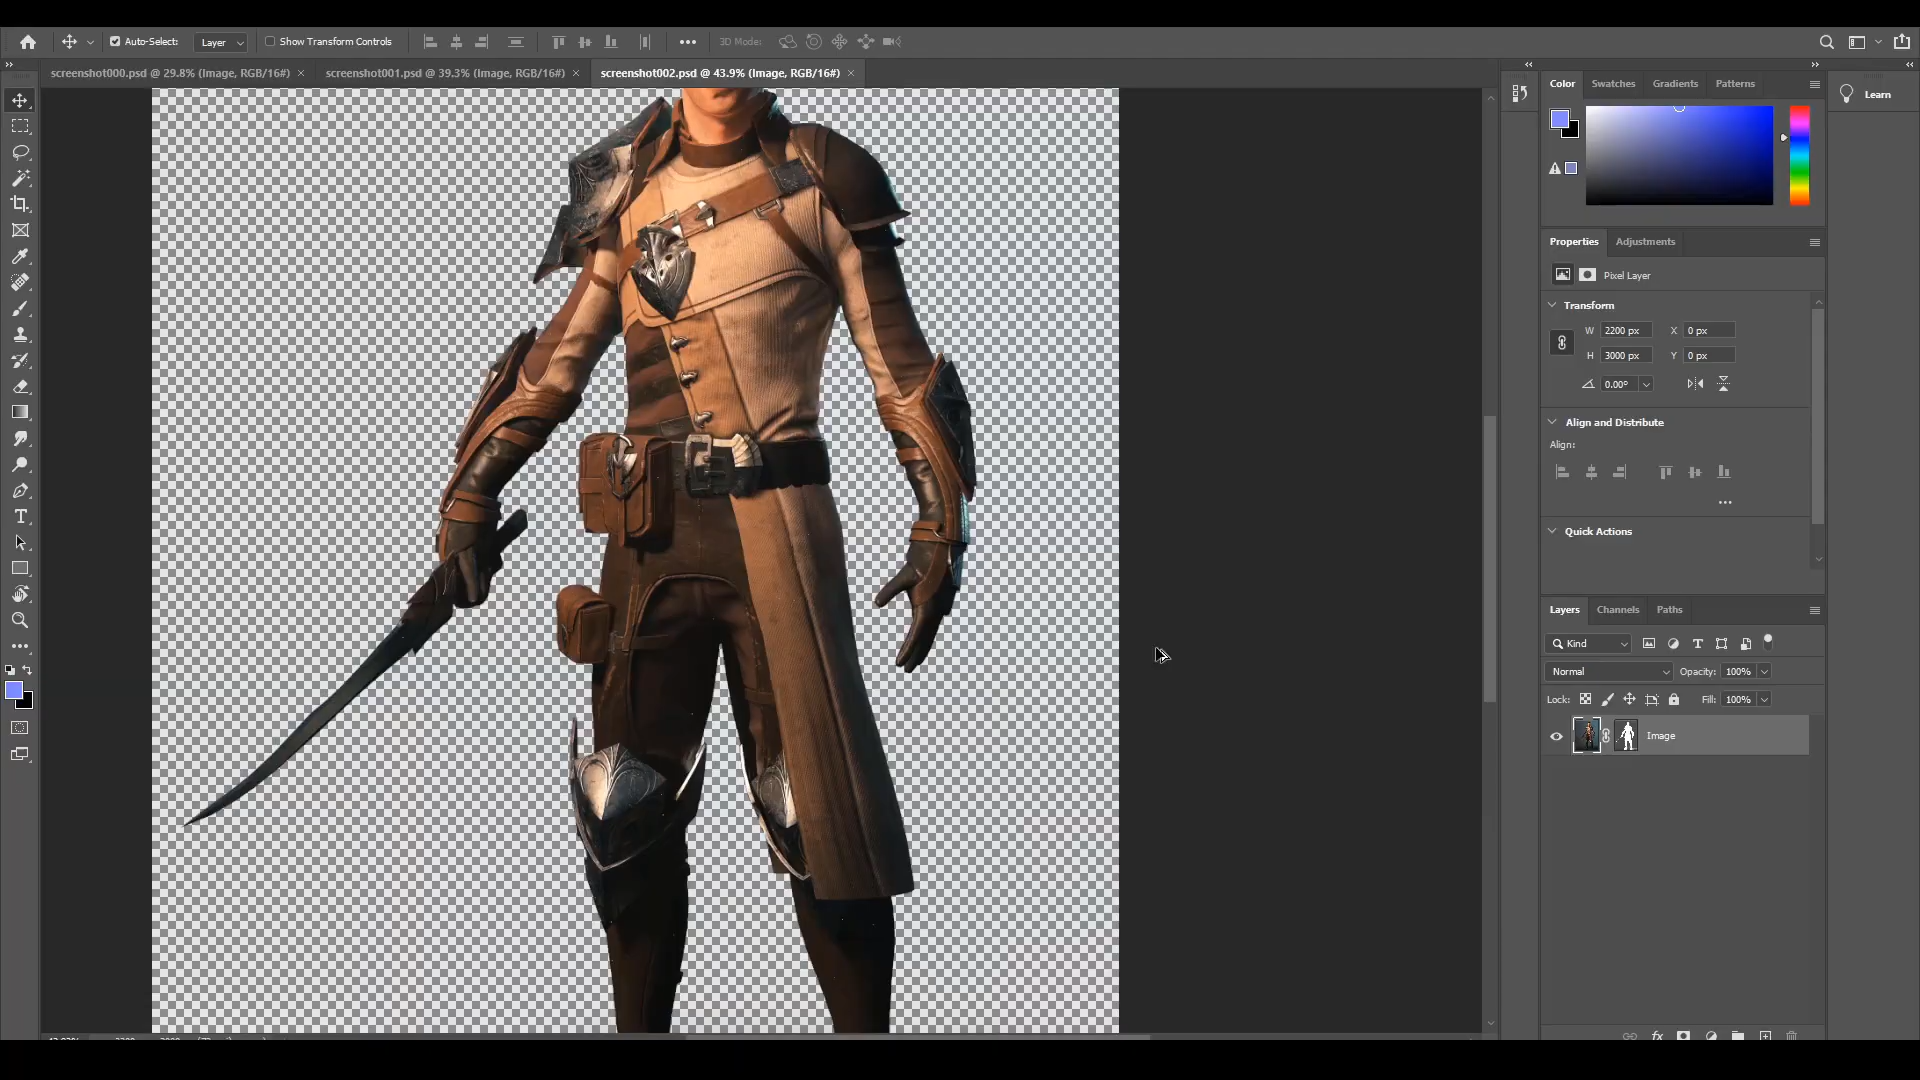 Auto-Select: Layer Show Transform Controls 3D Mode:
screenshot000.psd @ 29.8% (Image, RGB/16#) screenshot001.psd @ 39.3% (Image, RGB/16#) screenshot002.psd @ 43.9% (Image, RGB/16#)
Color Swatches Gradients Patterns
Learn
Properties Adjustments
Pixel Layer
Transform
W 2200 px X 0 px
H 3000 px Y 0 px
0.00°
Align and Distribute
Align:
Quick Actions
Layers Channels Paths
Kind
Normal Opacity: 100%
Lock: Fill: 100%
Image